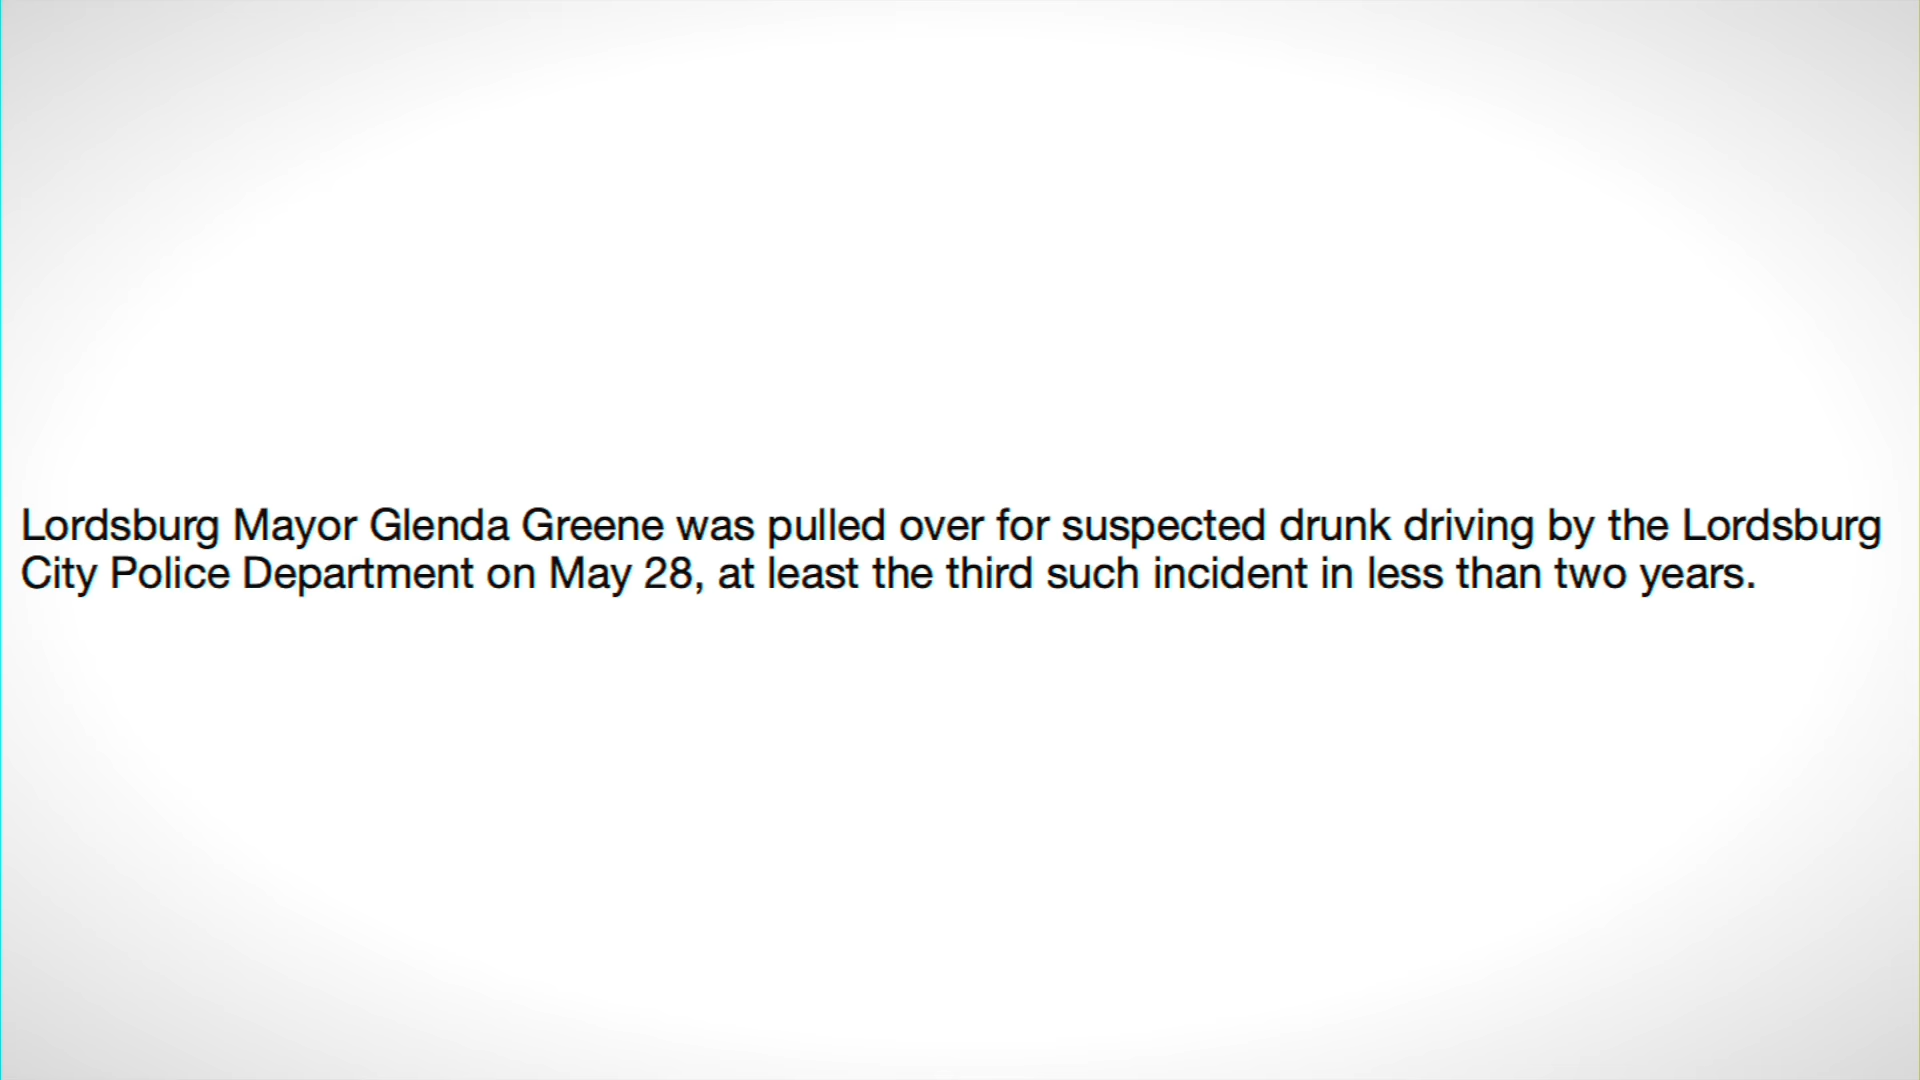 Lordsburg Mayor Glenda Greene was pulled over for suspected drunk driving by the Lordsburg
City Police Department on May 28, at least the third such incident in less than two years.